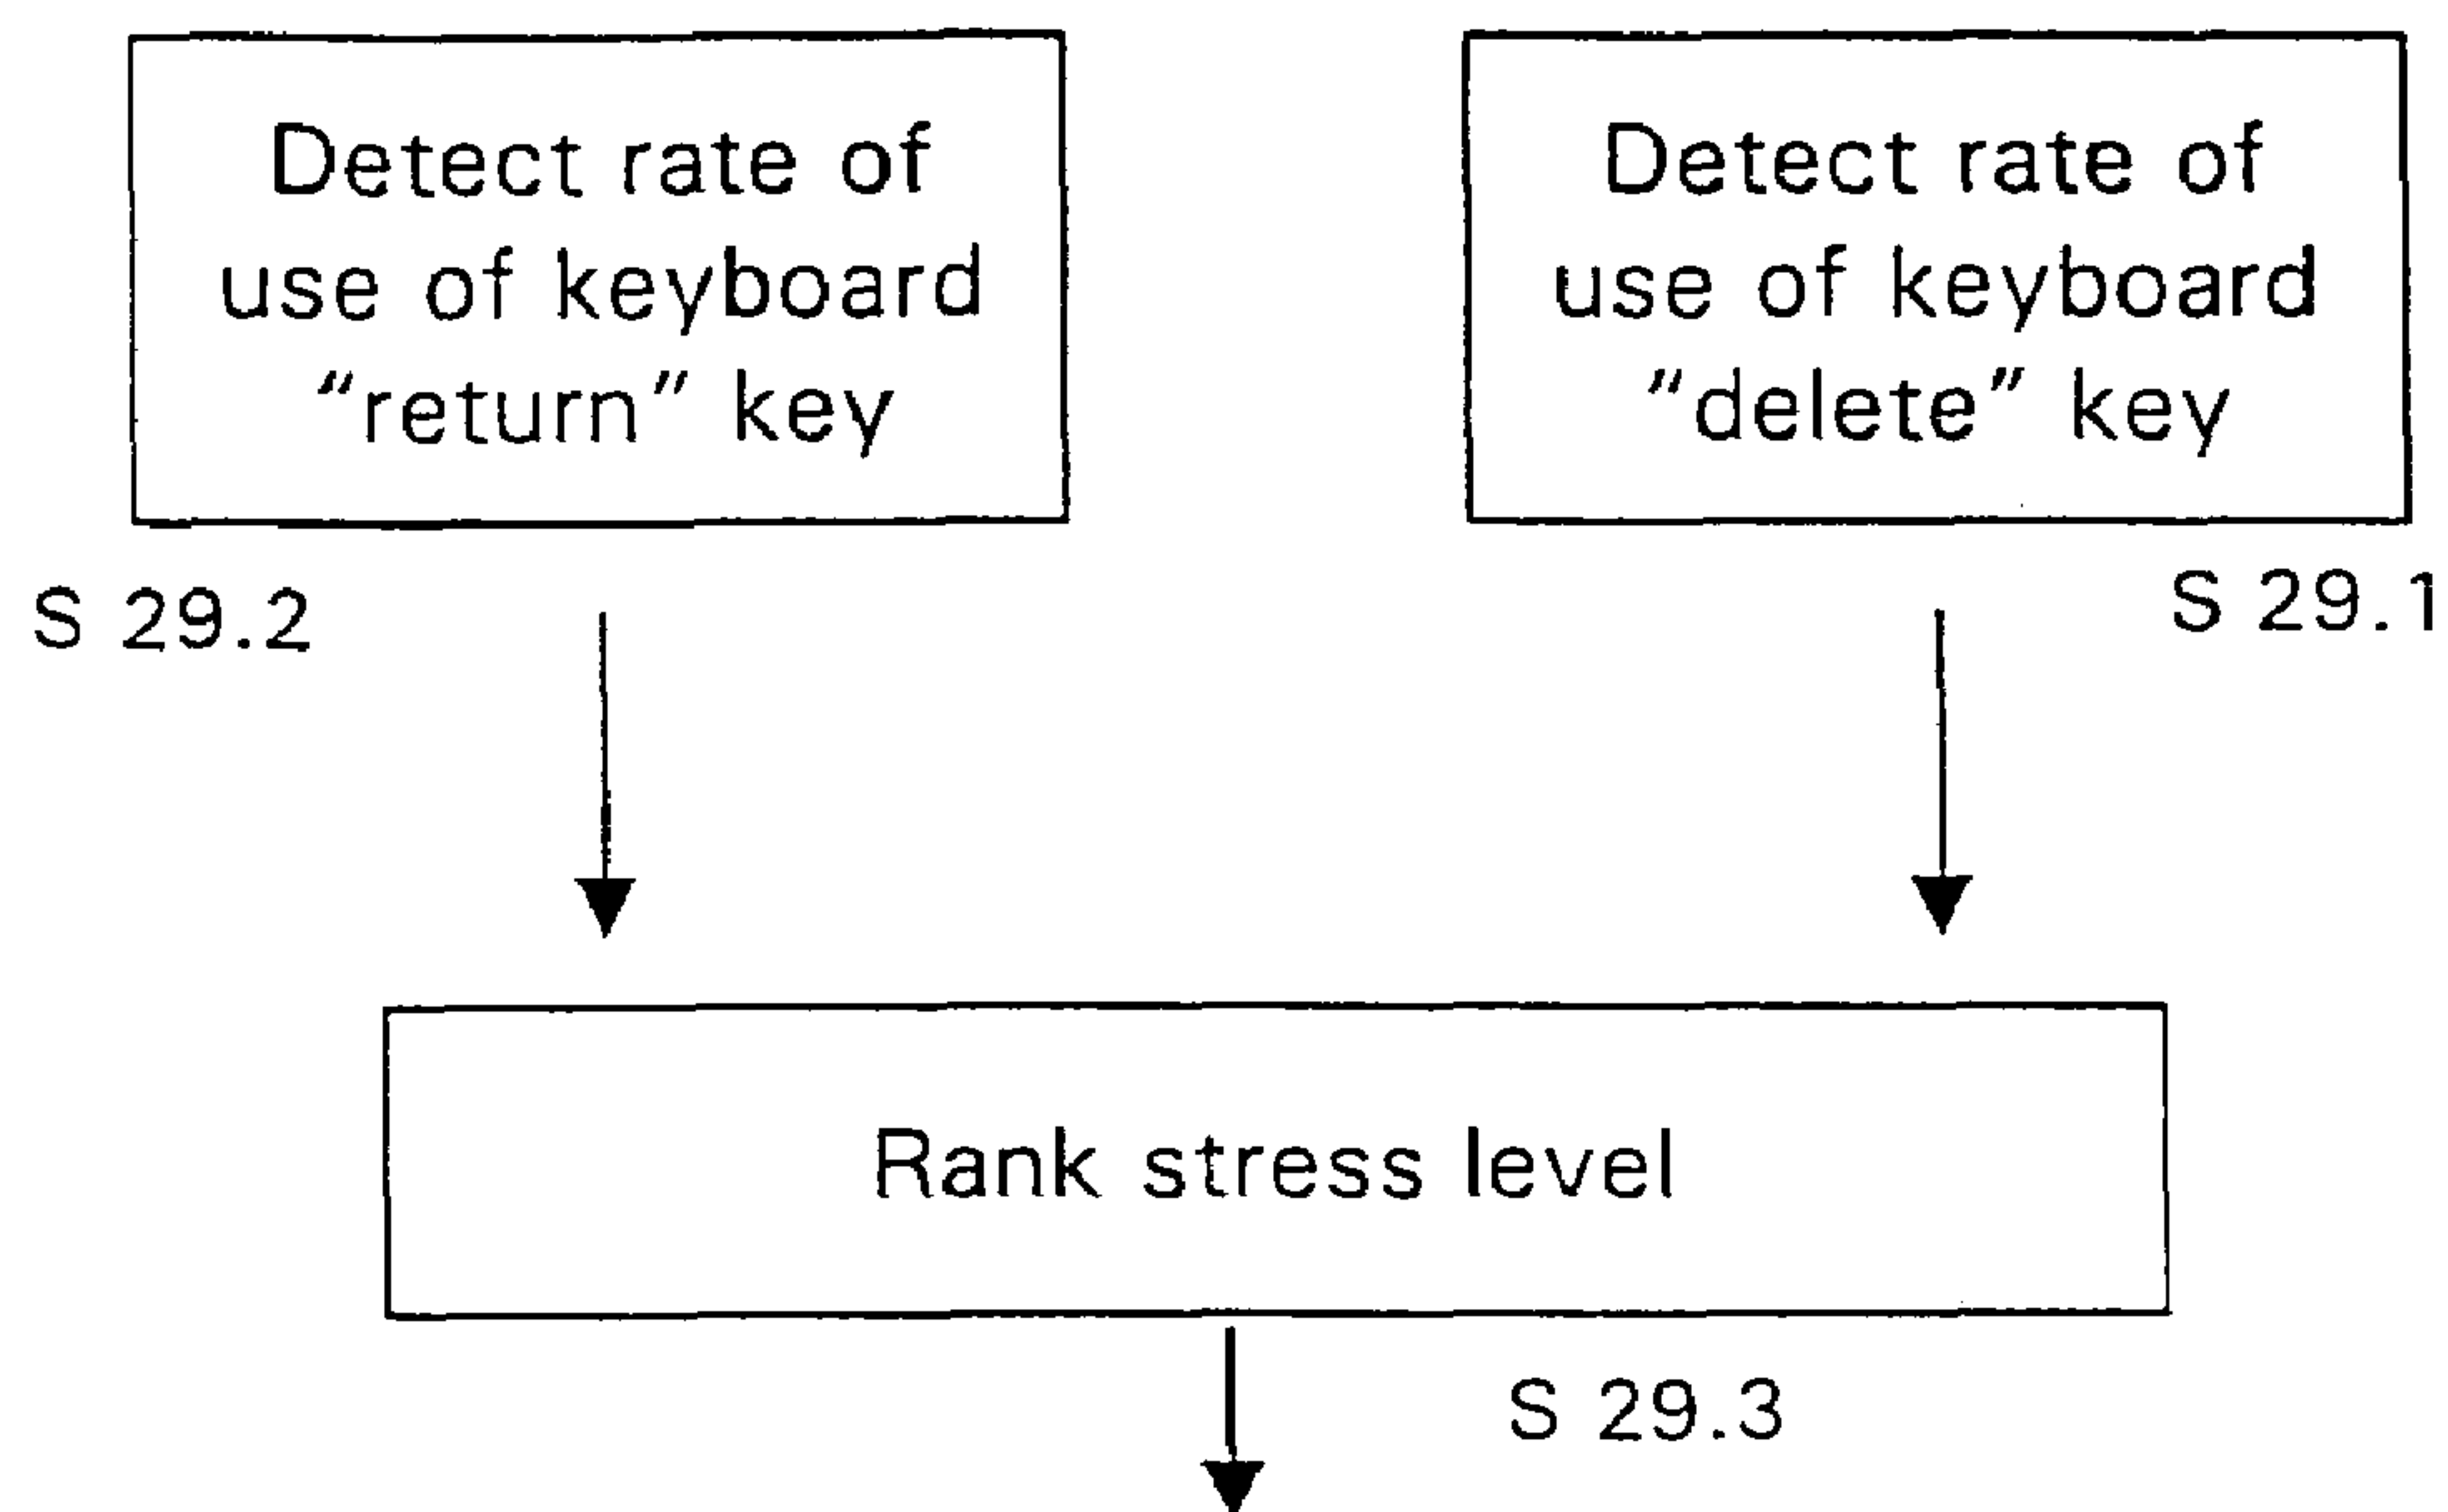 Detect rate of
use of keyboard
“return” key
Detect rate of
use of keyboard
”delete” key
S 29.2
S 29.1
Rank stress level
S 29.3